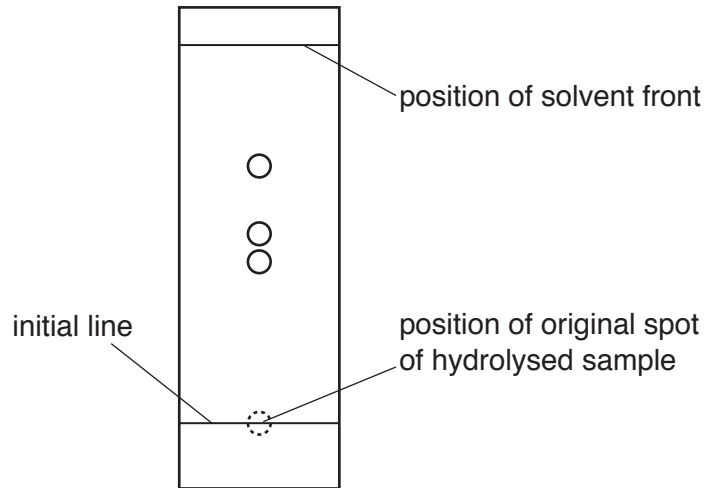 position of solvent front
initial line
position of original spot
of hydrolysed sample